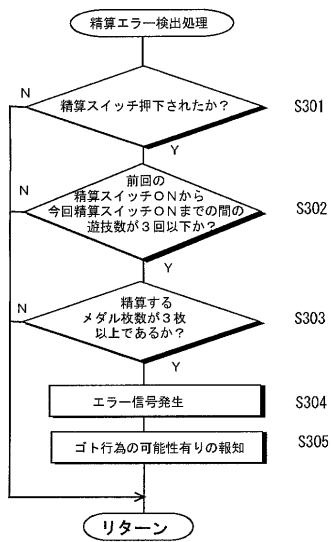 精算エラー検出処理
N
精算スイッチ押下されたか？
S301
Y
N
前回の
精算スイッチＯＮから
今回精算スイッチＯＮまでの間の
遊技数が３回以下か？
S302
Y
N
精算する
メダル枚数が３枚
以上であるか？
S303
Y
エラー信号発生
S304
ゴト行為の可能性有りの報知
S305
リターン